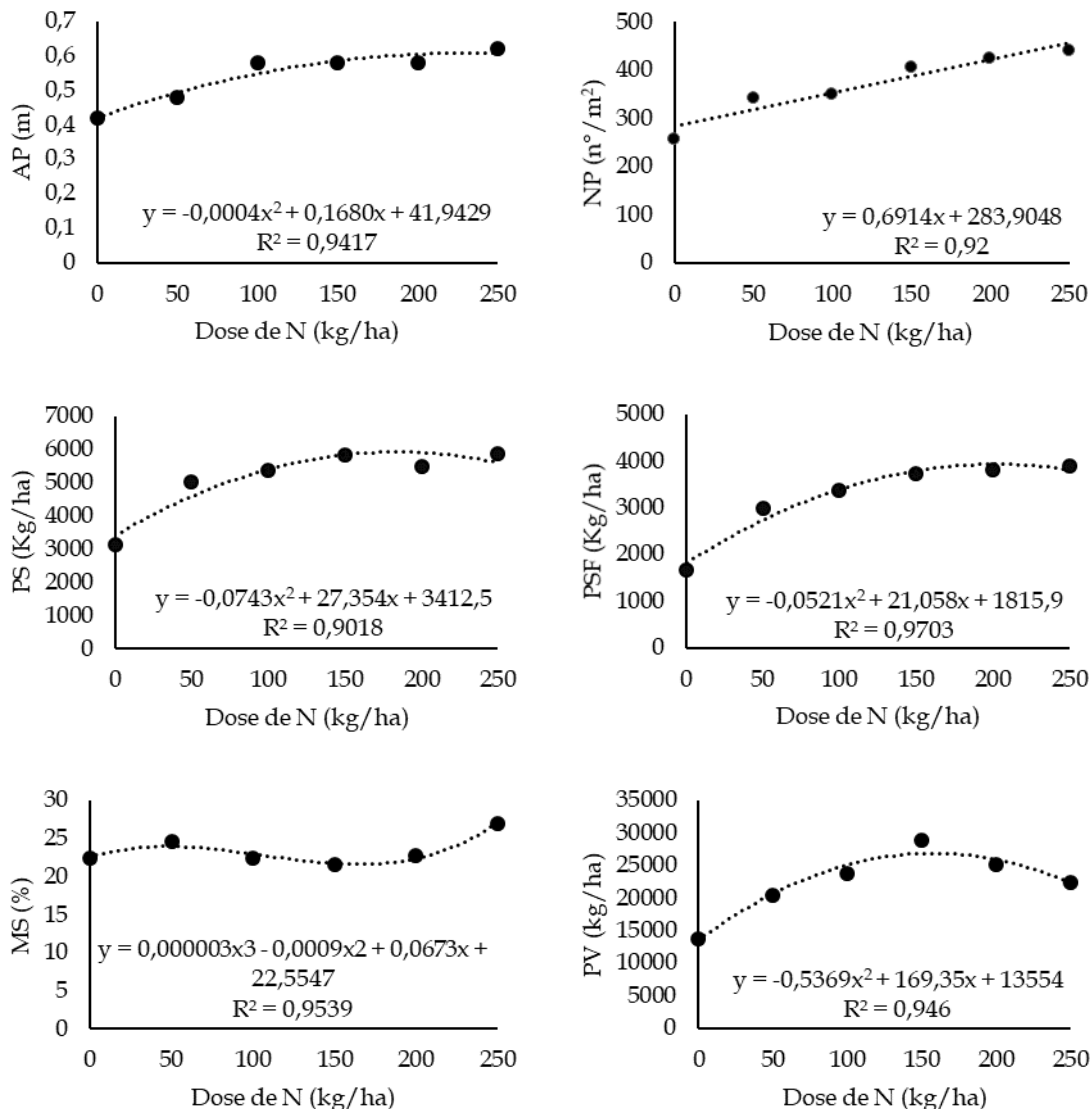 0,7
0,6
0,5
0,4
0,3
0,2
0,1
0
AP (m)
y = -0,0004x² + 0,1680x + 41,9429
R² = 0,9417
0 50 100 150 200 250
Dose de N (kg/ha)
500
400
300
200
100
0
NP (n°/m²)
y = 0,6914x + 283,9048
R² = 0,92
0 50 100 150 200 250
Dose de N (kg/ha)
7000
6000
5000
4000
3000
2000
1000
0
PS (Kg/ha)
y = -0,0743x² + 27,354x + 3412,5
R² = 0,9018
0 50 100 150 200 250
Dose de N (kg/ha)
5000
4000
3000
2000
1000
0
PSF (Kg/ha)
y = -0,0521x² + 21,058x + 1815,9
R² = 0,9703
0 50 100 150 200 250
Dose de N (kg/ha)
30
25
20
15
10
5
0
MS (%)
y = 0,000003x3 - 0,0009x2 + 0,0673x +
22,5547
R² = 0,9539
0 50 100 150 200 250
Dose de N (kg/ha)
35000
30000
25000
20000
15000
10000
5000
0
PV (kg/ha)
y = -0,5369x² + 169,35x + 13554
R² = 0,946
0 50 100 150 200 250
Dose de N (kg/ha)